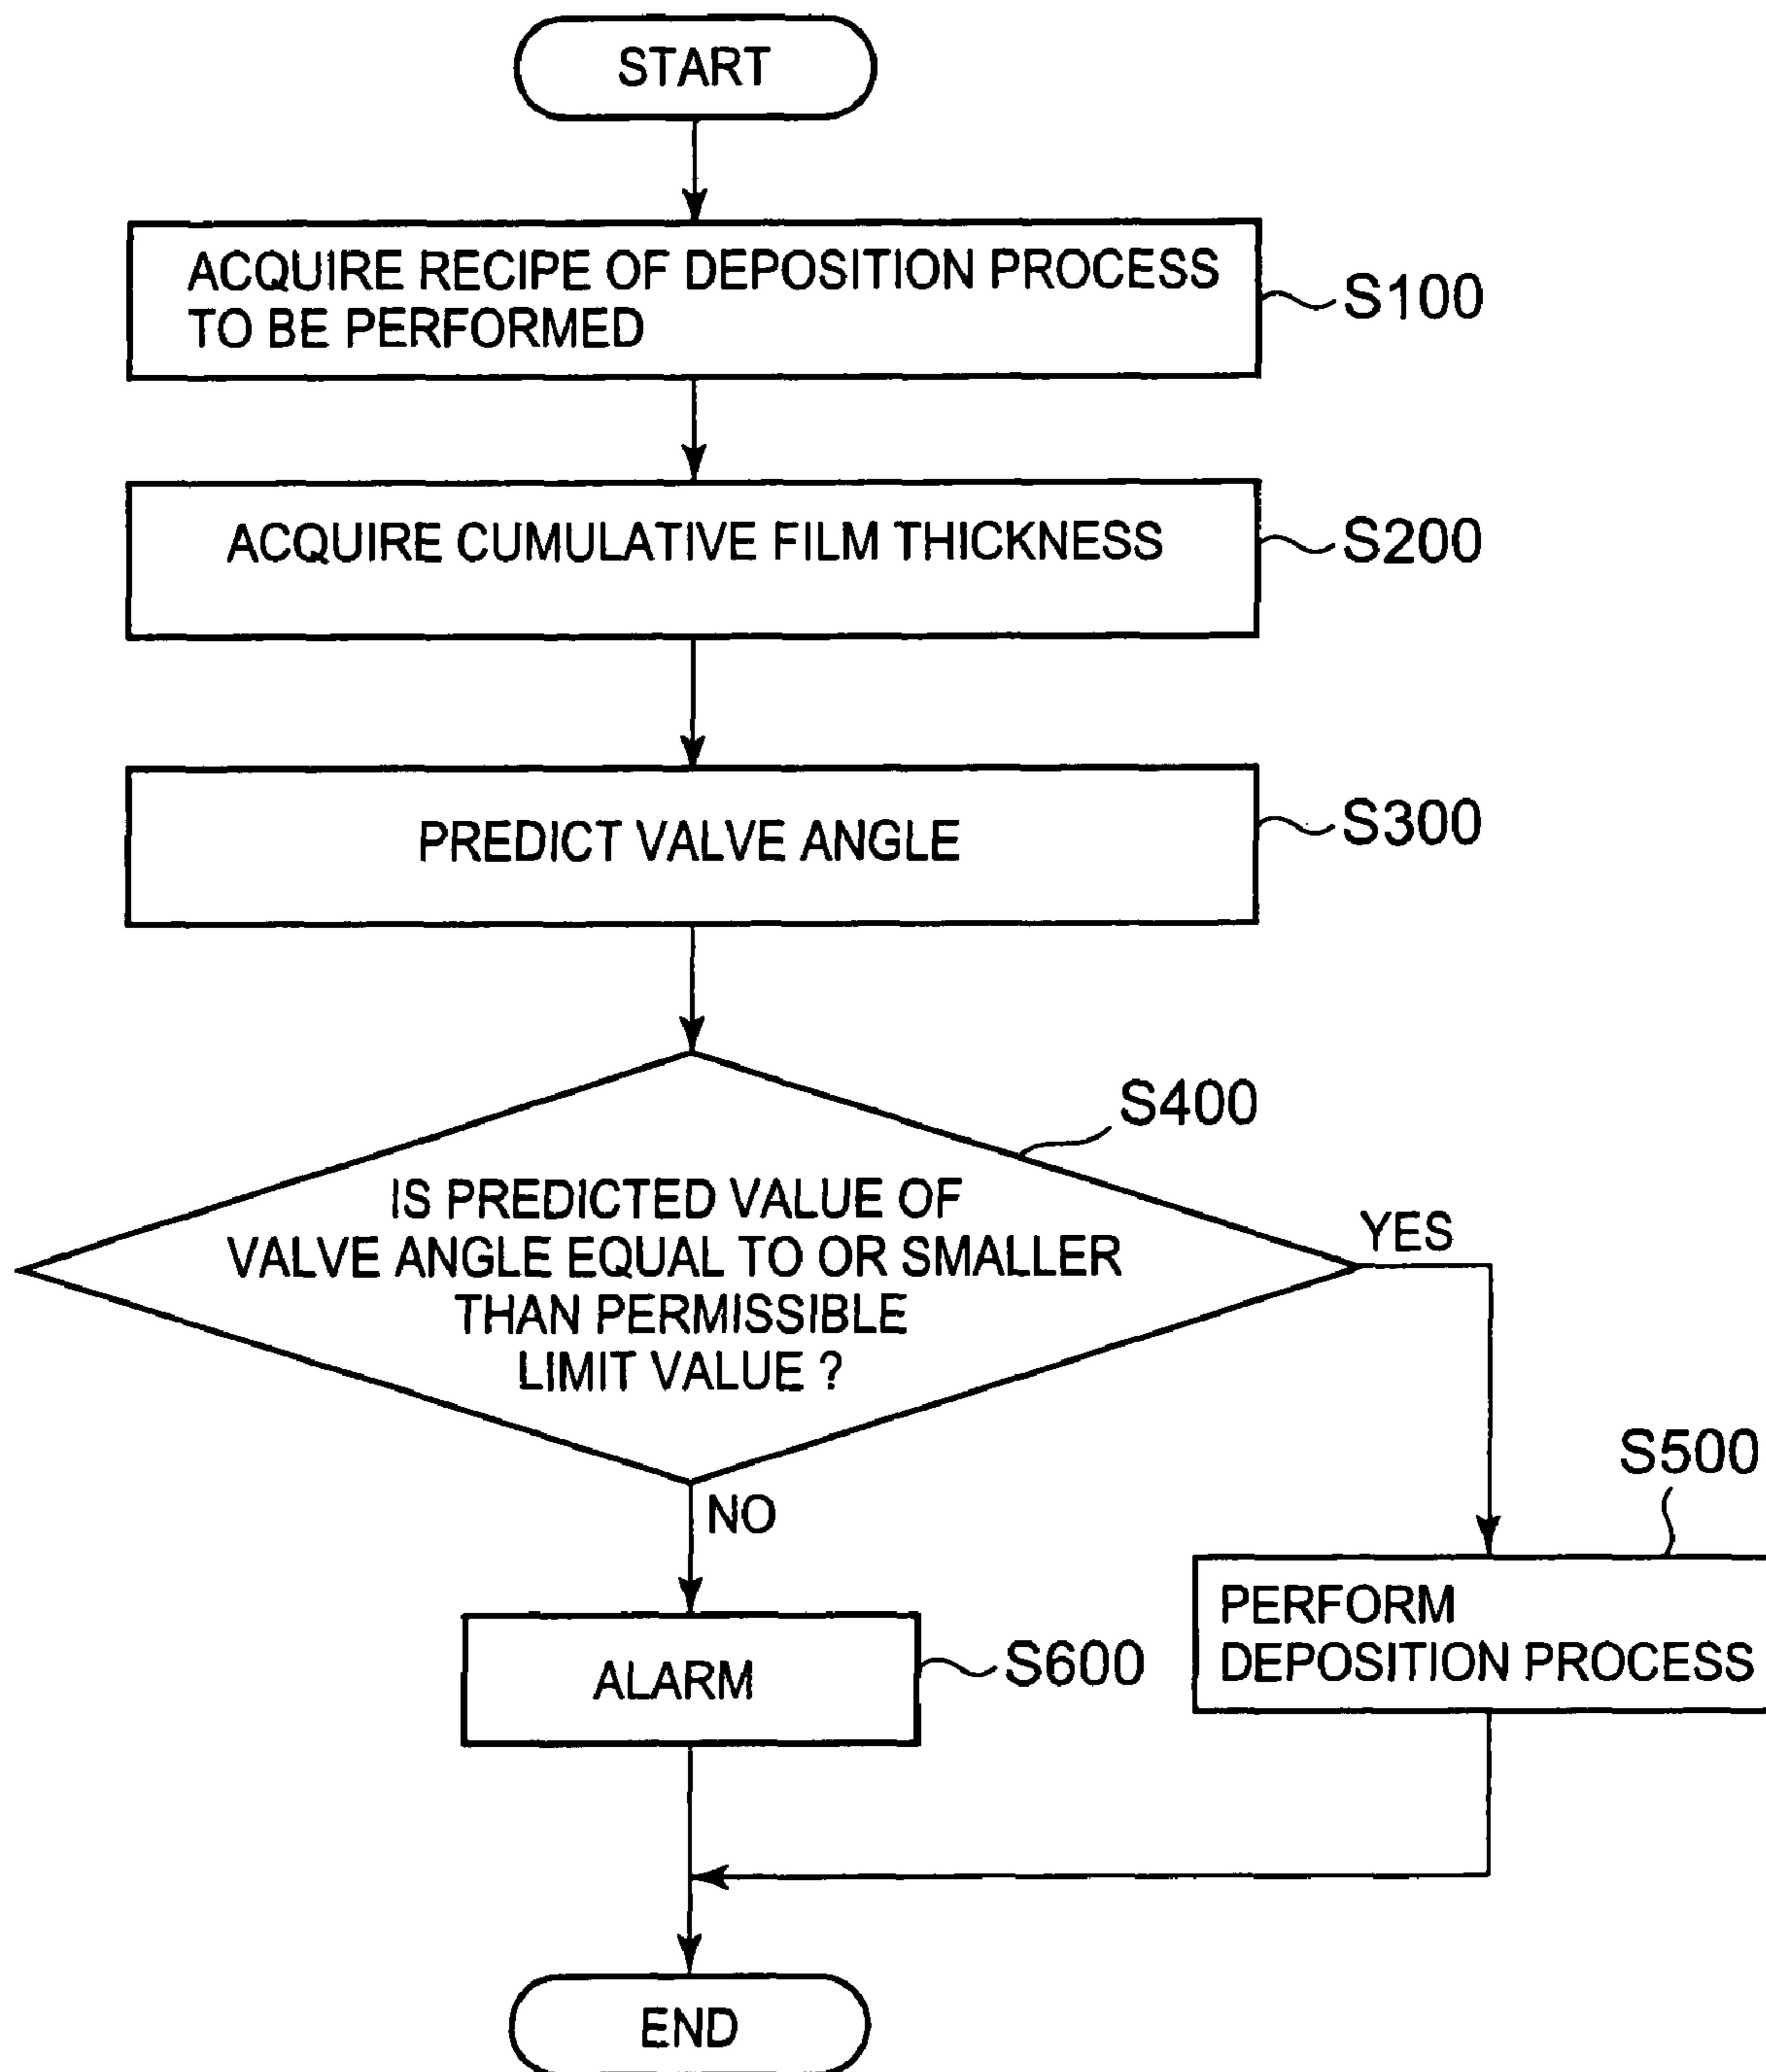 START
ACQUIRE RECIPE OF DEPOSITION PROCESS
TO BE PERFORMED
S100
ACQUIRE CUMULATIVE FILM THICKNESS
S200
PREDICT VALVE ANGLE
S300
S400
IS PREDICTED VALUE OF
VALVE ANGLE EQUAL TO OR SMALLER
THAN PERMISSIBLE
LIMIT VALUE ?
YES
NO
S500
PERFORM
DEPOSITION PROCESS
ALARM
S600
END